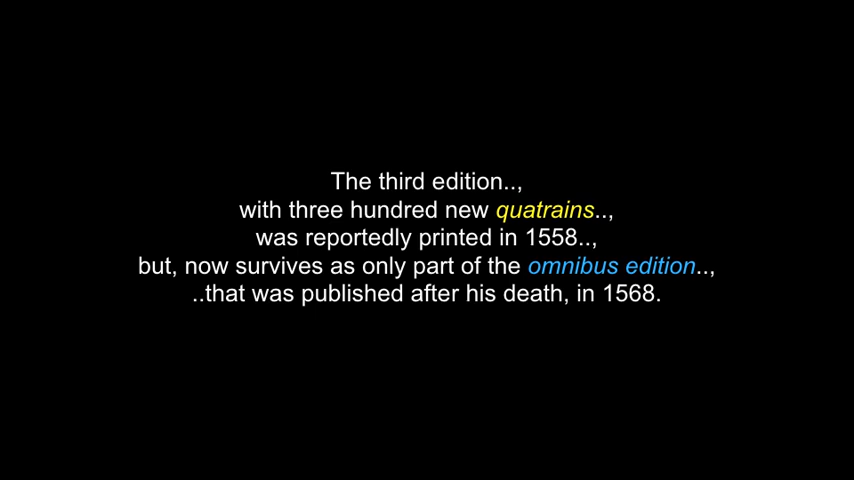 The third edition..,
with three hundred new quatrains..,
was reportedly printed in 1558..,
but, now survives as only part of the omnibus edition..,
..that was published after his death, in 1568.